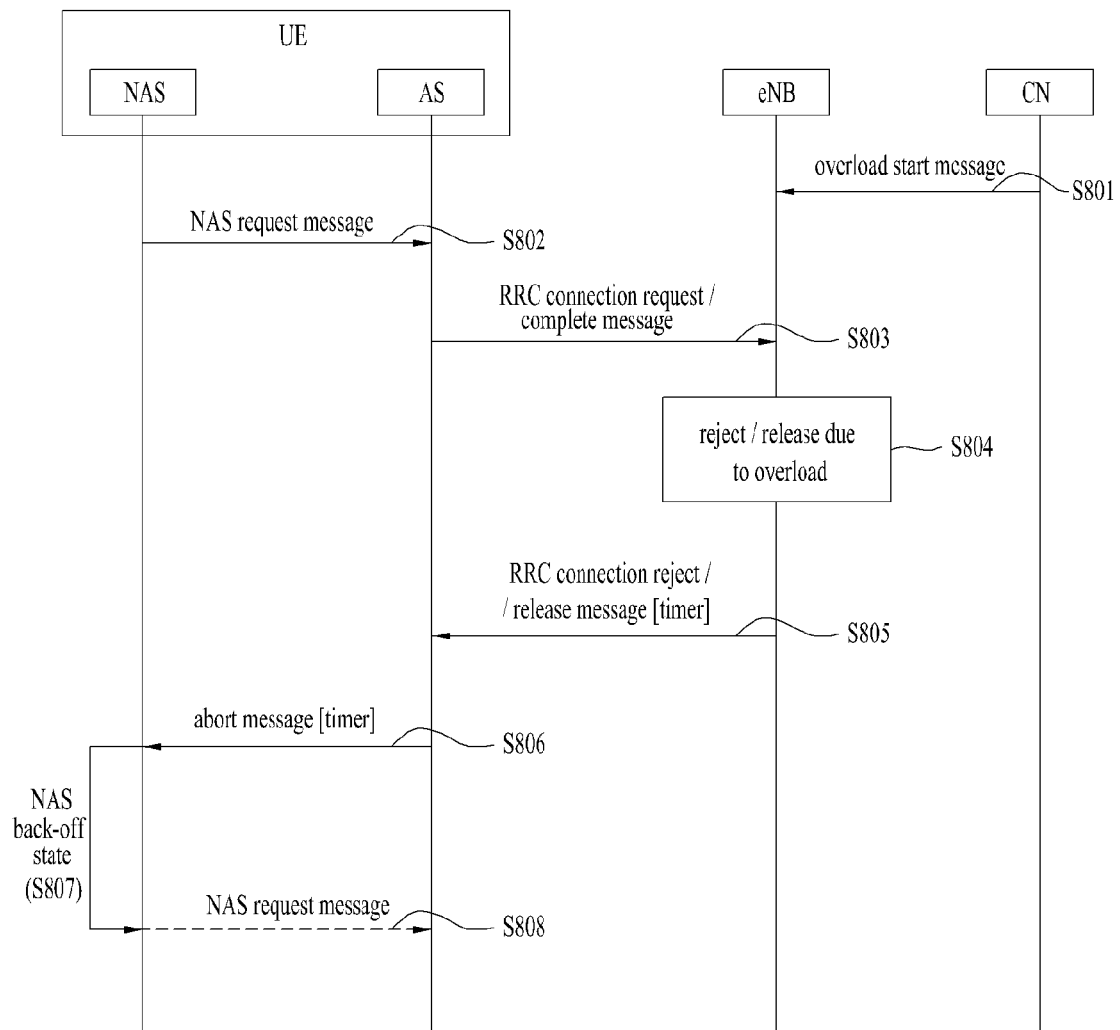 UE
NAS
AS
eNB
CN
overload start message
S801
NAS request message
S802
RRC connection request /
complete message
S803
reject / release due
to overload
S804
RRC connection reject /
/ release message [timer]
S805
abort message [timer]
S806
NAS
back-off
state
(S807)
NAS request message
S808